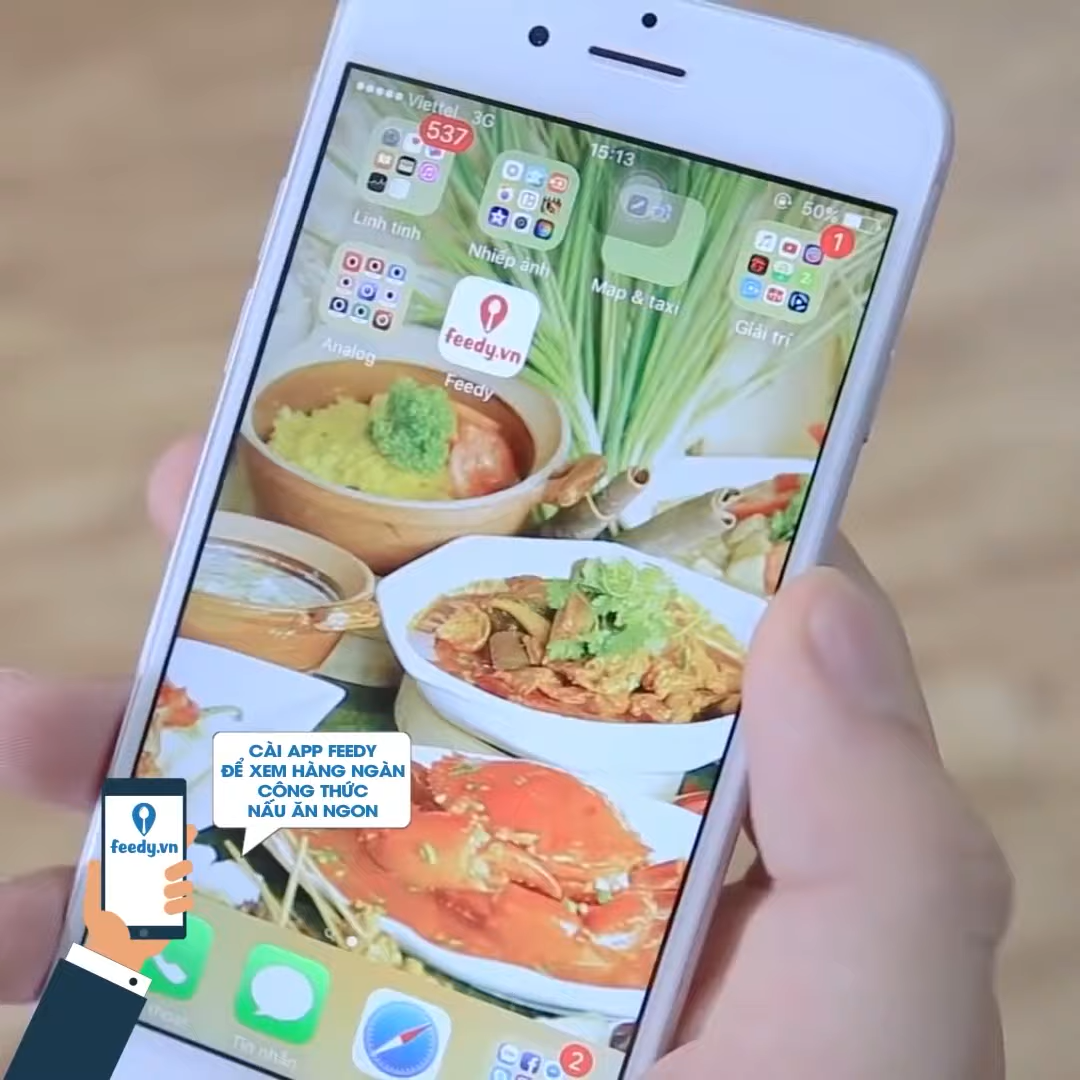 Viettel 3G
15:13
50%
537
1
Linh tinh
Nhiếp ảnh
Map & taxi
Giải trí
feedy.vn
Analog
Feedy
CÀI APP FEEDY
ĐỂ XEM HÀNG NGÀN
CÔNG THỨC
NẤU ĂN NGON
feedy.vn
Tin nhắn
2